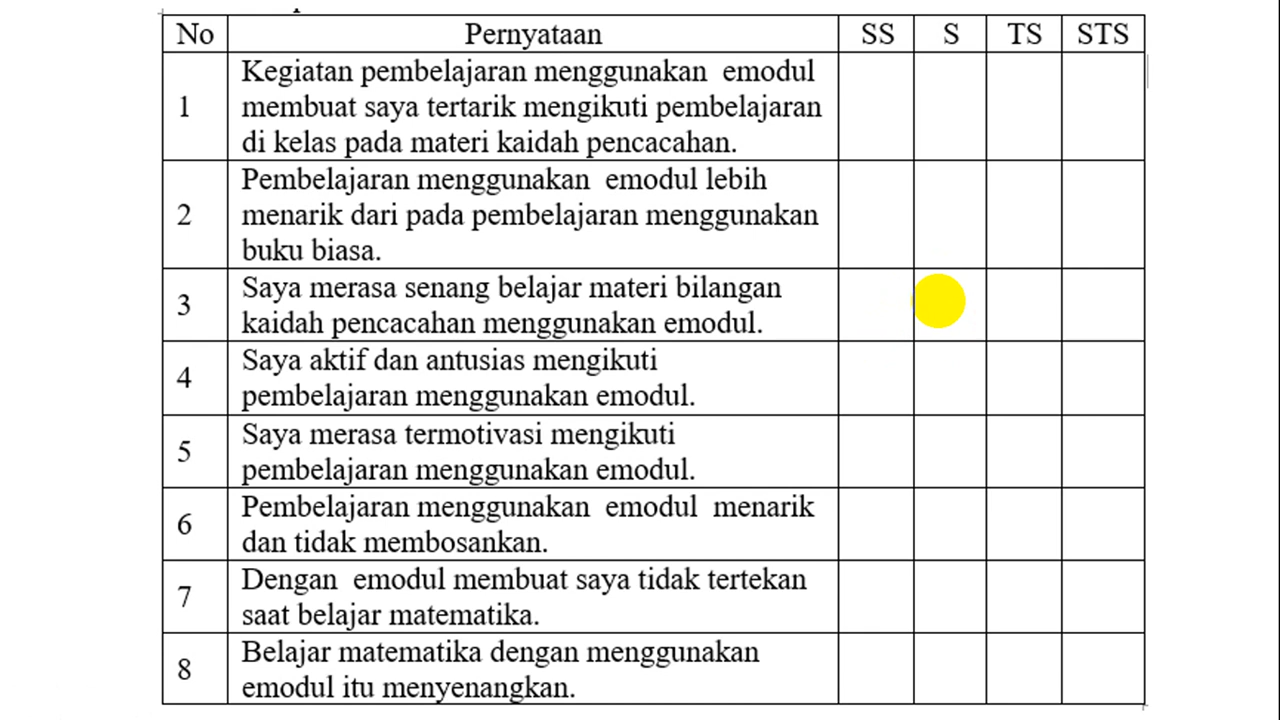 No Pernyataan SS S TS STS
Kegiatan pembelajaran menggunakan emodul
1 membuat saya tertarik mengikuti pembelajaran
di kelas pada materi kaidah pencacahan.
Pembelajaran menggunakan emodul lebih
2 menarik dari pada pembelajaran menggunakan
buku biasa.
3 Saya merasa senang belajar materi bilangan
kaidah pencacahan menggunakan emodul.
4 Saya aktif dan antusias mengikuti
pembelajaran menggunakan emodul.
5 Saya merasa termotivasi mengikuti
pembelajaran menggunakan emodul.
6 Pembelajaran menggunakan emodul menarik
dan tidak membosankan.
7 Dengan emodul membuat saya tidak tertekan
saat belajar matematika.
8 Belajar matematika dengan menggunakan
emodul itu menyenangkan.